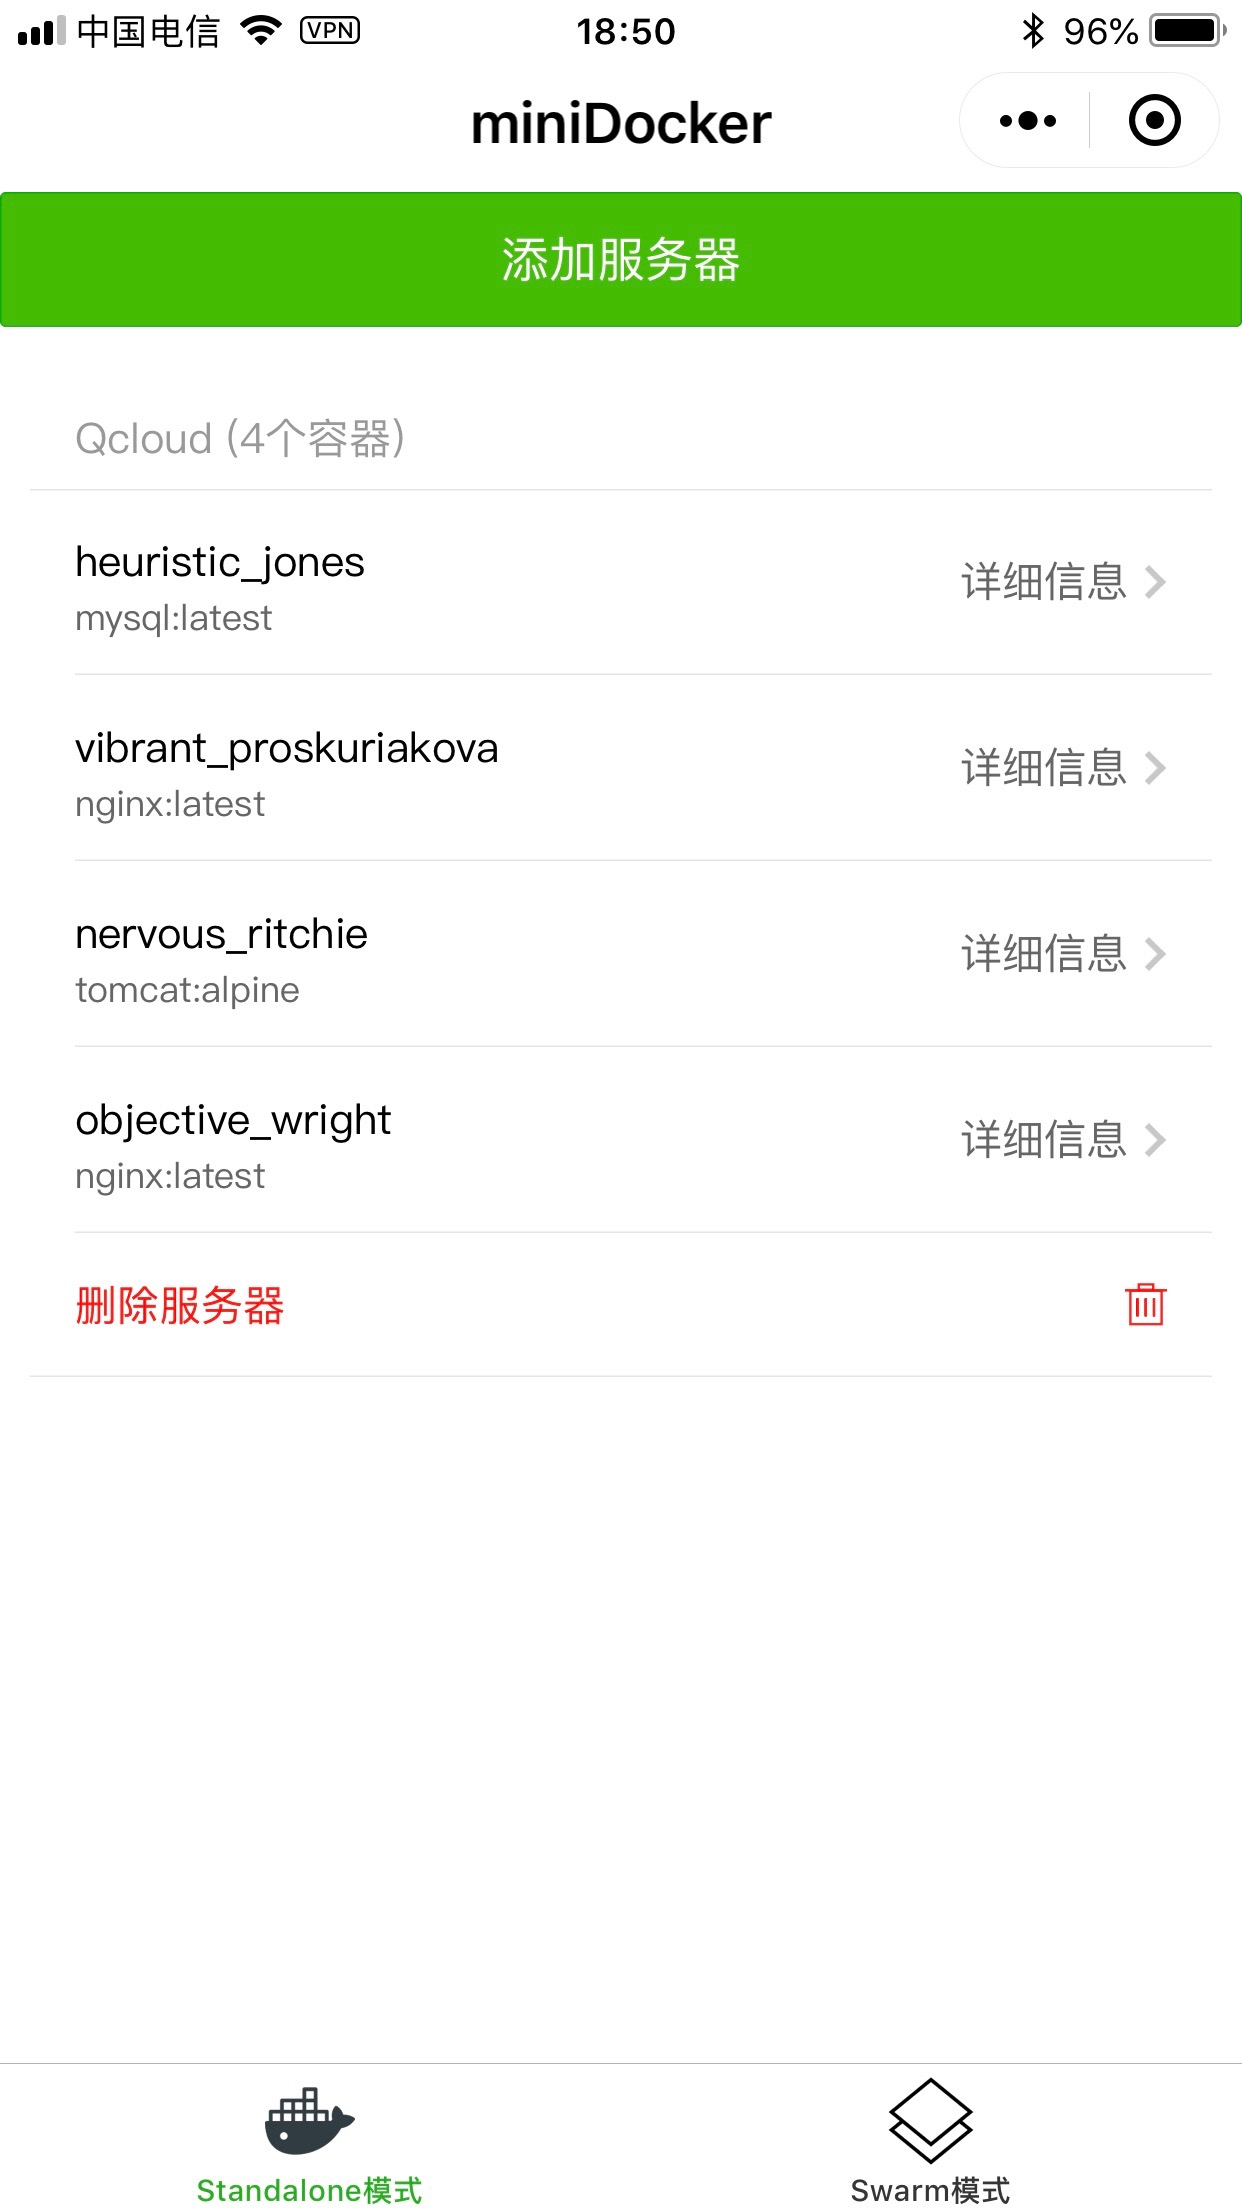 中国电信 VPN 18:50 96%
miniDocker
添加服务器
Qcloud (4个容器)
heuristic_jones
mysql:latest
详细信息
vibrant_proskuriakova
nginx:latest
详细信息
nervous_ritchie
tomcat:alpine
详细信息
objective_wright
nginx:latest
详细信息
删除服务器
Standalone模式
Swarm模式